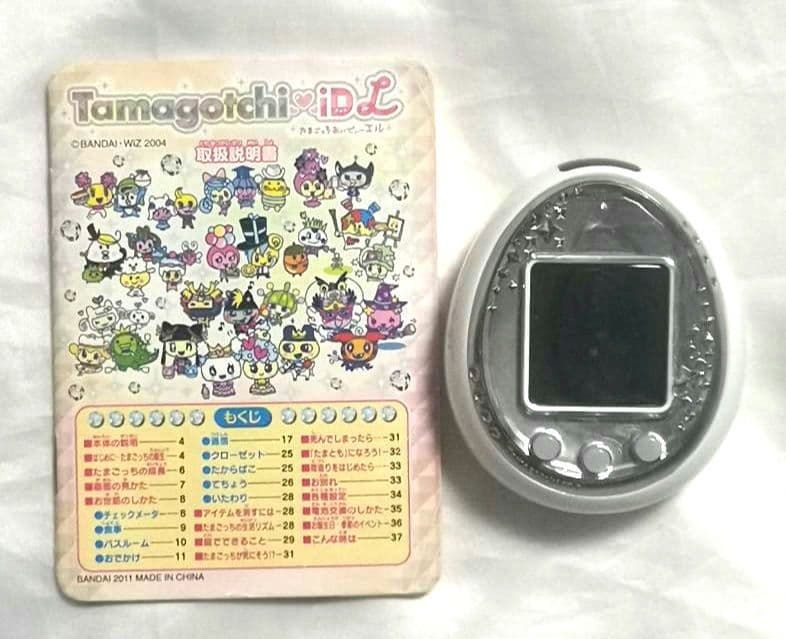 Tamagotchi iD L
たまごっちあいでぃーエル
©BANDAI・WiZ 2004
取扱説明書
もくじ
本体の説明 4
はじめに・たまごっちの誕生 4
たまごっちの成長 6
画面の見かた 7
お世話のしかた 8
チェックメーター 8
食事 9
バスルーム 10
おでかけ 11
通信 17
クローゼット 25
たからばこ 25
てちょう 26
いたわり 28
アイテムを消すには 28
たまごっちの生活リズム 28
親でできること 29
たまごっちが死にそう!? 31
死んでしまったら 31
「たまとも」になろう! 32
母造りをはじめたら 33
お別れ 33
各種設定 34
電池交換のしかた 35
お誕生日・季節のイベント 36
こんな時は 37
BANDAI 2011 MADE IN CHINA